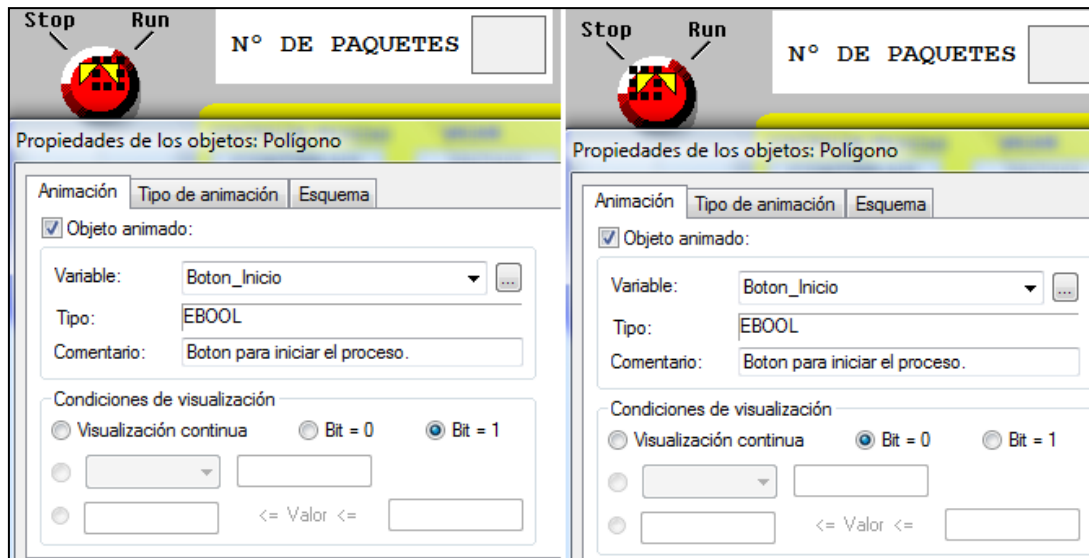 Stop Run
N° DE PAQUETES
Propiedades de los objetos: Polígono
Animación Tipo de animación Esquema
Objeto animado:
Variable: Boton_Inicio ...
Tipo: EBOOL
Comentario: Boton para iniciar el proceso.
Condiciones de visualización
Visualización continua Bit = 0 Bit = 1
<= Valor <=
Stop Run
N° DE PAQUETES
Propiedades de los objetos: Polígono
Animación Tipo de animación Esquema
Objeto animado:
Variable: Boton_Inicio ...
Tipo: EBOOL
Comentario: Boton para iniciar el proceso.
Condiciones de visualización
Visualización continua Bit = 0 Bit = 1
<= Valor <=